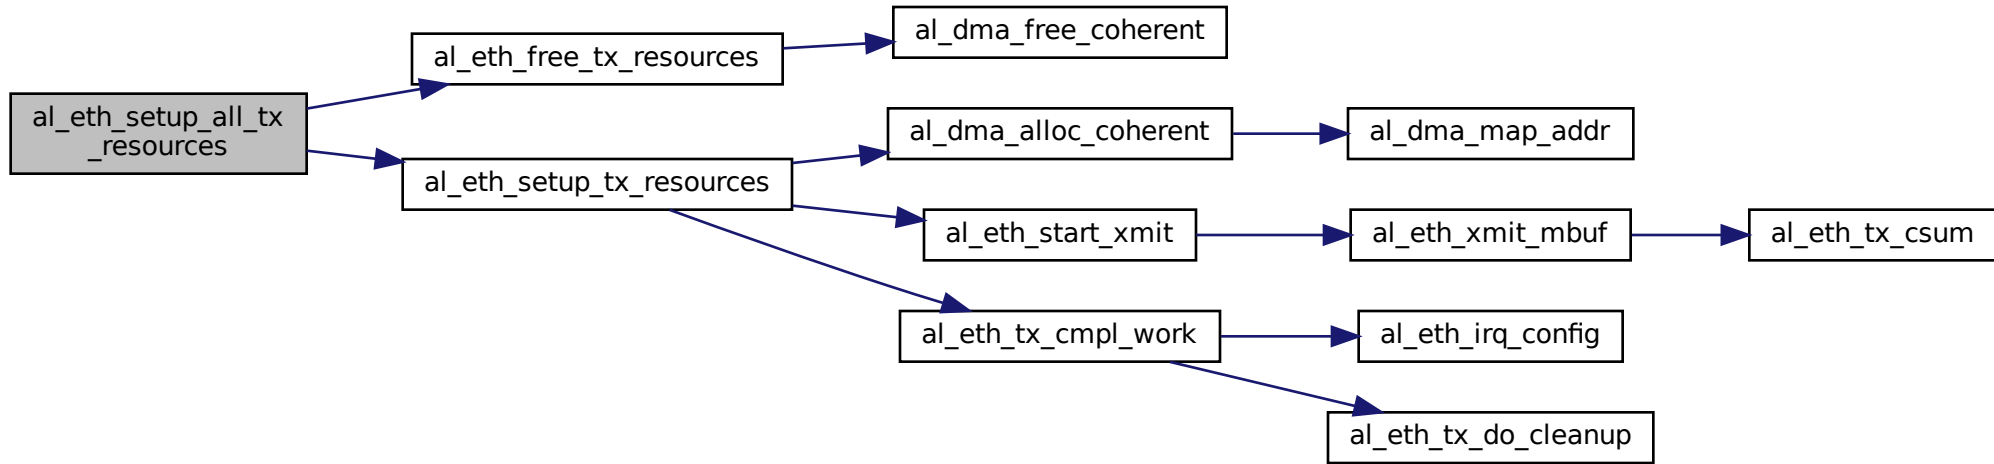 al_eth_setup_all_tx
_resources
al_eth_free_tx_resources
al_dma_free_coherent
al_eth_setup_tx_resources
al_dma_alloc_coherent
al_dma_map_addr
al_eth_start_xmit
al_eth_xmit_mbuf
al_eth_tx_csum
al_eth_tx_cmpl_work
al_eth_irq_config
al_eth_tx_do_cleanup